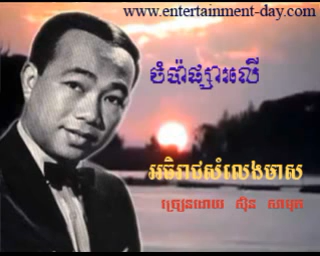 www.entertainment-day.com
ចំប៉ាផ្សារលើ
អធិរាជសំលេងមាស
ច្រៀងដោយ ស៊ីន សាមុត